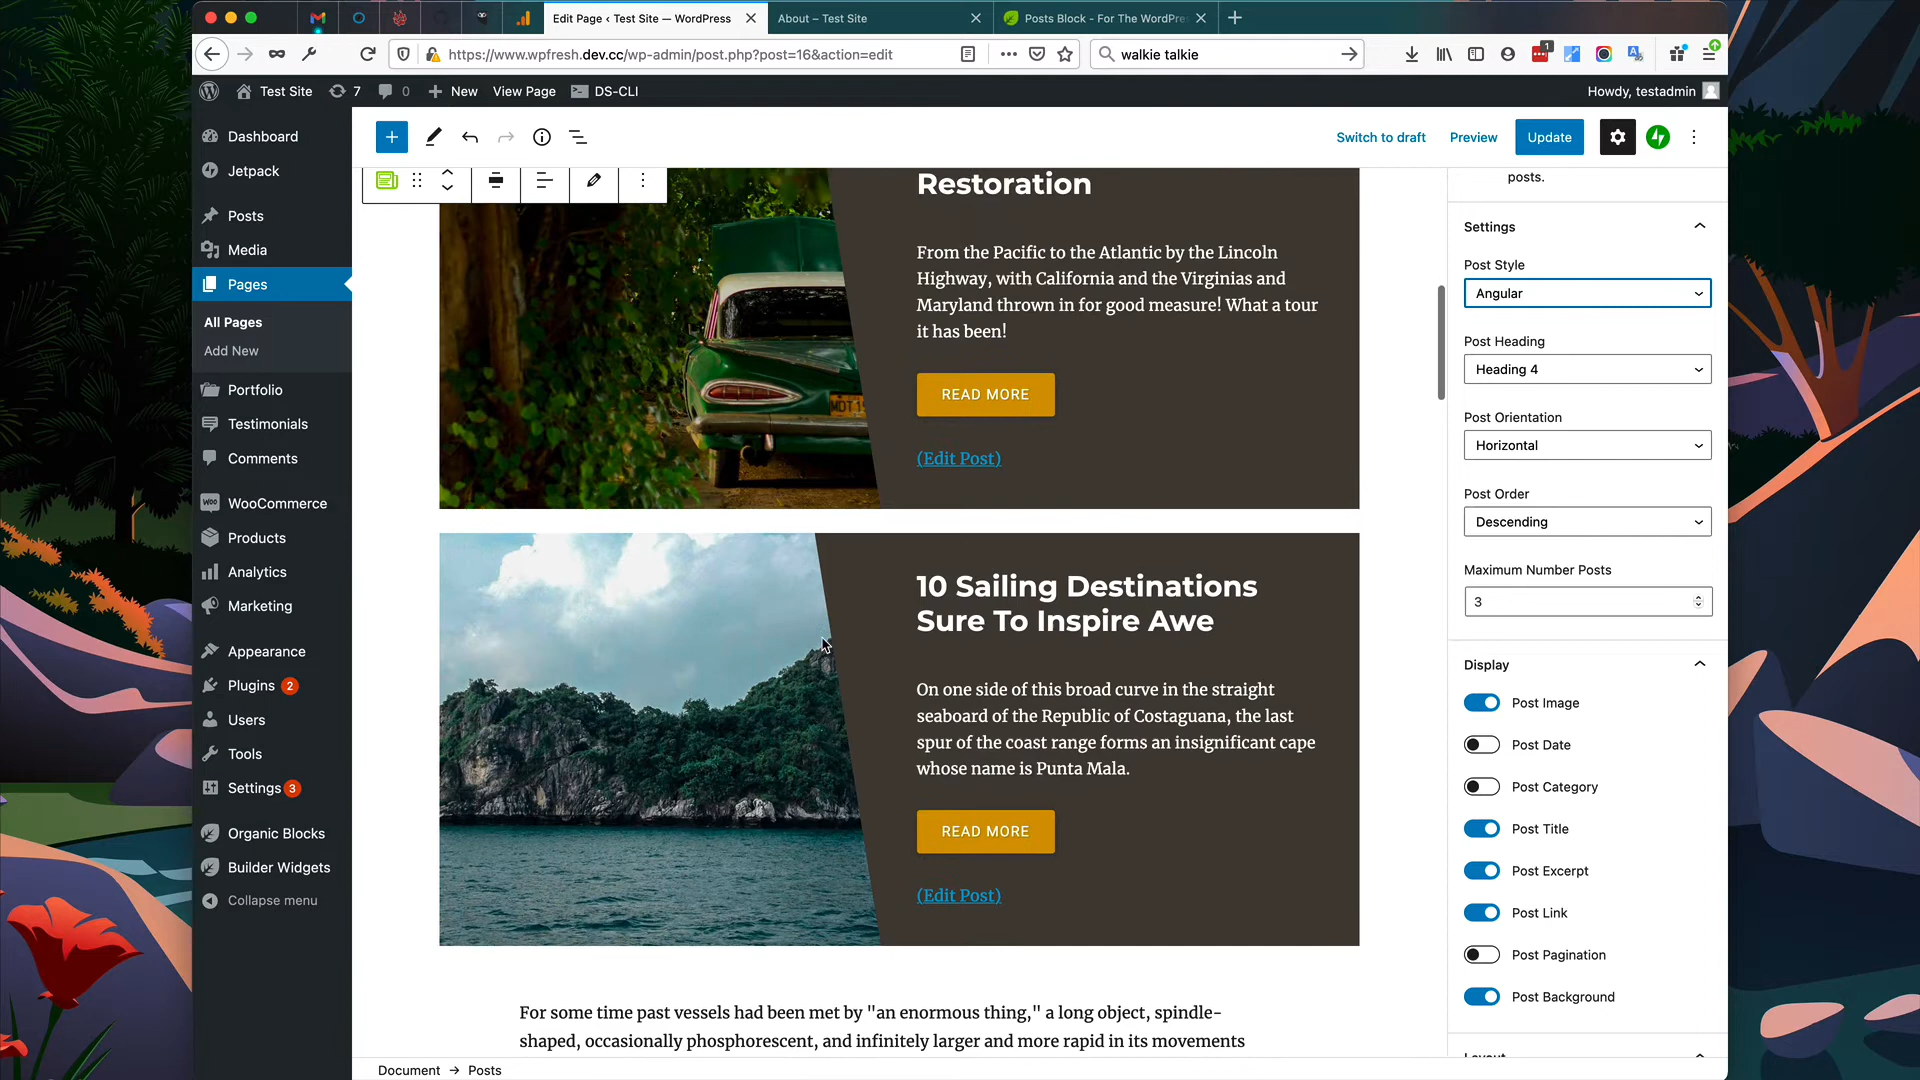 Edit Page ‹ Test Site — WordPress
About – Test Site
Posts Block - For The WordPre
https://www.wpfresh.dev.cc/wp-admin/post.php?post=16&action=edit
walkie talkie
1
Test Site
7
0
New
View Page
DS-CLI
Howdy, testadmin
Dashboard
Jetpack
Posts
Media
Pages
All Pages
Add New
Portfolio
Testimonials
Comments
WooCommerce
Products
Analytics
Marketing
Appearance
Plugins 2
Users
Tools
Settings 3
Organic Blocks
Builder Widgets
Collapse menu
Switch to draft
Preview
Update
Restoration
From the Pacific to the Atlantic by the Lincoln
Highway, with California and the Virginias and
Maryland thrown in for good measure! What a tour
it has been!
READ MORE
(Edit Post)
10 Sailing Destinations
Sure To Inspire Awe
On one side of this broad curve in the straight
seaboard of the Republic of Costaguana, the last
spur of the coast range forms an insignificant cape
whose name is Punta Mala.
READ MORE
(Edit Post)
For some time past vessels had been met by "an enormous thing," a long object, spindle-
shaped, occasionally phosphorescent, and infinitely larger and more rapid in its movements
Document → Posts
posts.
Settings
Post Style
Angular
Post Heading
Heading 4
Post Orientation
Horizontal
Post Order
Descending
Maximum Number Posts
3
Display
Post Image
Post Date
Post Category
Post Title
Post Excerpt
Post Link
Post Pagination
Post Background